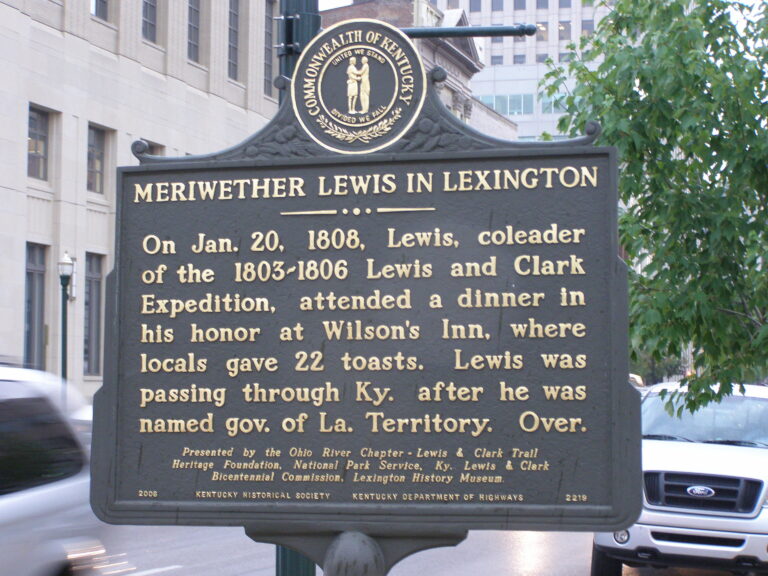 COMMONWEALTH OF KENTUCKY
UNITED WE STAND
DIVIDED WE FALL
MERIWETHER LEWIS IN LEXINGTON
On Jan. 20, 1808, Lewis, coleader
of the 1803-1806 Lewis and Clark
Expedition, attended a dinner in
his honor at Wilson's Inn, where
locals gave 22 toasts. Lewis was
passing through Ky. after he was
named gov. of La. Territory. Over.
Presented by the Ohio River Chapter - Lewis & Clark Trail
Heritage Foundation, National Park Service, Ky. Lewis & Clark
Bicentennial Commission, Lexington History Museum.
2006 KENTUCKY HISTORICAL SOCIETY KENTUCKY DEPARTMENT OF HIGHWAYS 2219
Ford